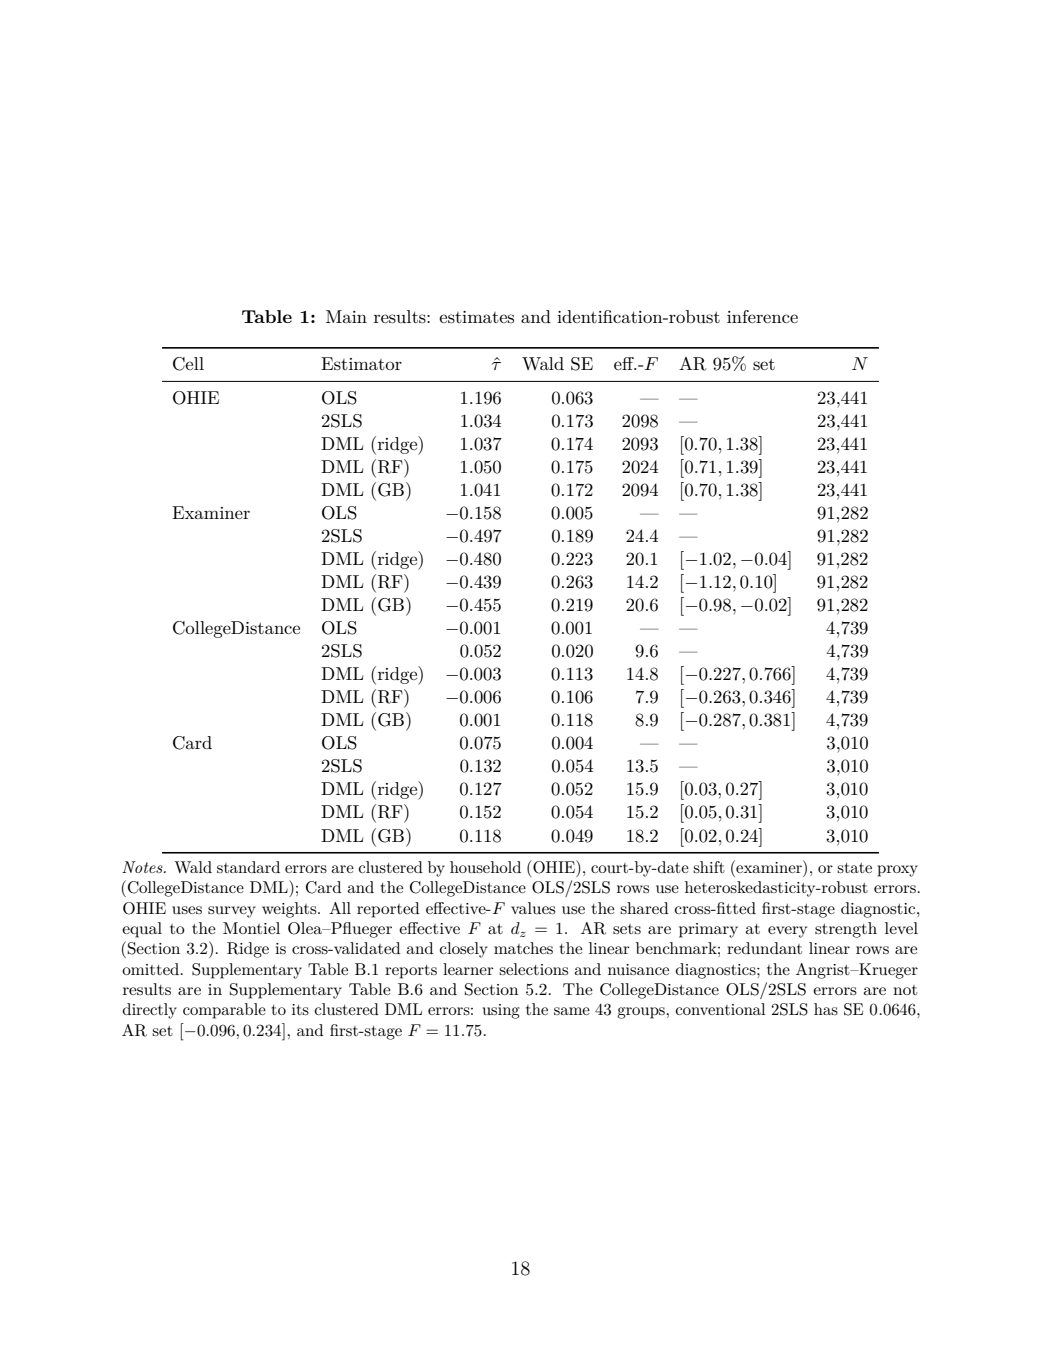 Table 1: Main results: estimates and identification-robust inference
Cell Estimator τ̂ Wald SE eff.-F AR 95% set N
OHIE OLS 1.196 0.063 — — 23,441
2SLS 1.034 0.173 2098 — 23,441
DML (ridge) 1.037 0.174 2093 [0.70, 1.38] 23,441
DML (RF) 1.050 0.175 2024 [0.71, 1.39] 23,441
DML (GB) 1.041 0.172 2094 [0.70, 1.38] 23,441
Examiner OLS −0.158 0.005 — — 91,282
2SLS −0.497 0.189 24.4 — 91,282
DML (ridge) −0.480 0.223 20.1 [−1.02, −0.04] 91,282
DML (RF) −0.439 0.263 14.2 [−1.12, 0.10] 91,282
DML (GB) −0.455 0.219 20.6 [−0.98, −0.02] 91,282
CollegeDistance OLS −0.001 0.001 — — 4,739
2SLS 0.052 0.020 9.6 — 4,739
DML (ridge) −0.003 0.113 14.8 [−0.227, 0.766] 4,739
DML (RF) −0.006 0.106 7.9 [−0.263, 0.346] 4,739
DML (GB) 0.001 0.118 8.9 [−0.287, 0.381] 4,739
Card OLS 0.075 0.004 — — 3,010
2SLS 0.132 0.054 13.5 — 3,010
DML (ridge) 0.127 0.052 15.9 [0.03, 0.27] 3,010
DML (RF) 0.152 0.054 15.2 [0.05, 0.31] 3,010
DML (GB) 0.118 0.049 18.2 [0.02, 0.24] 3,010
Notes. Wald standard errors are clustered by household (OHIE), court-by-date shift (examiner), or state proxy
(CollegeDistance DML); Card and the CollegeDistance OLS/2SLS rows use heteroskedasticity-robust errors.
OHIE uses survey weights. All reported effective-F values use the shared cross-fitted first-stage diagnostic,
equal to the Montiel Olea–Pflueger effective F at d_z = 1. AR sets are primary at every strength level
(Section 3.2). Ridge is cross-validated and closely matches the linear benchmark; redundant linear rows are
omitted. Supplementary Table B.1 reports learner selections and nuisance diagnostics; the Angrist–Krueger
results are in Supplementary Table B.6 and Section 5.2. The CollegeDistance OLS/2SLS errors are not
directly comparable to its clustered DML errors: using the same 43 groups, conventional 2SLS has SE 0.0646,
AR set [−0.096, 0.234], and first-stage F = 11.75.
18